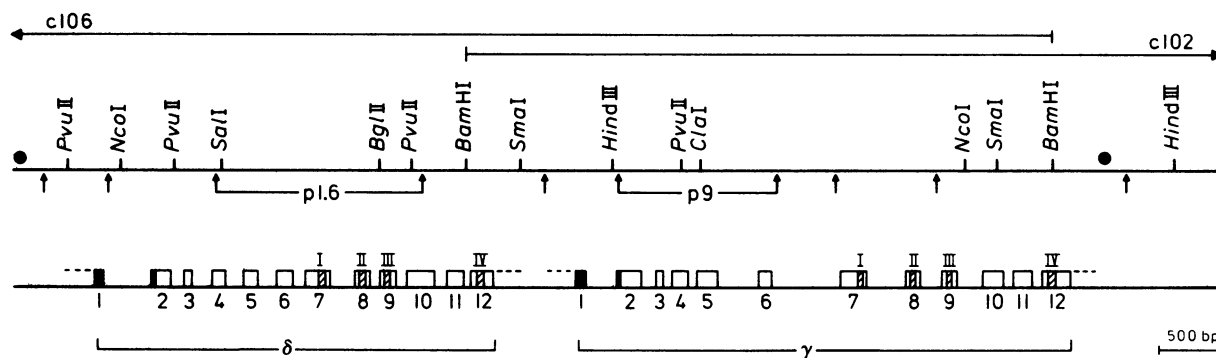 c106
c102
PvuII NcoI PvuII SalI BglII PvuII BamHI SmaI HindIII PvuII ClaI NcoI SmaI BamHI HindIII
p1.6 p9
I II III IV I II III IV
1 2 3 4 5 6 7 8 9 10 11 12 1 2 3 4 5 6 7 8 9 10 11 12
δ γ
500 bp